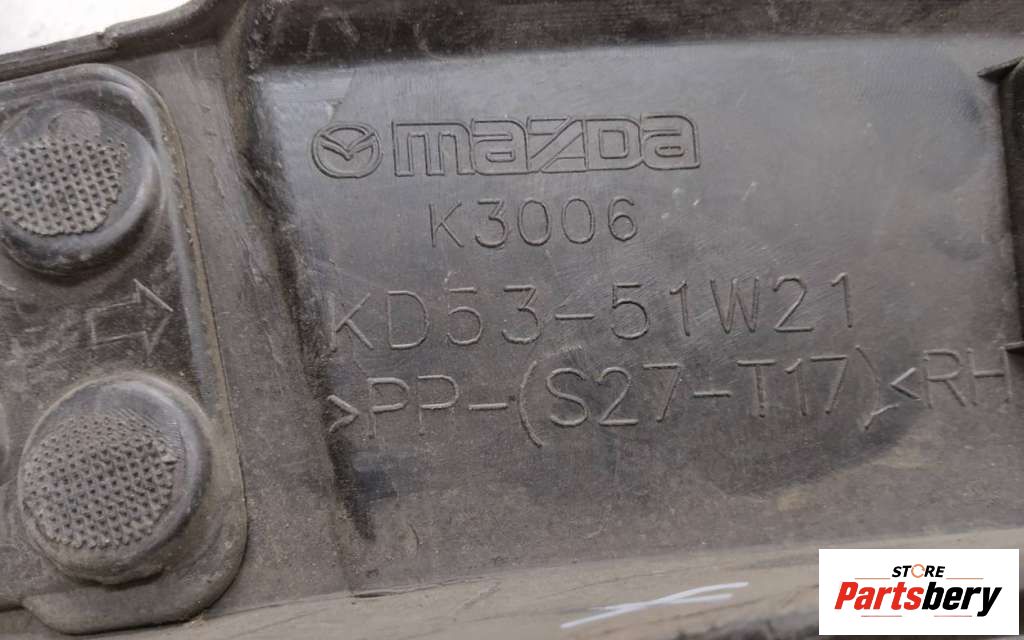 mazda
K3006
KD53-51W21
>PP-(S27-T17)< RH
STORE
Partsbery